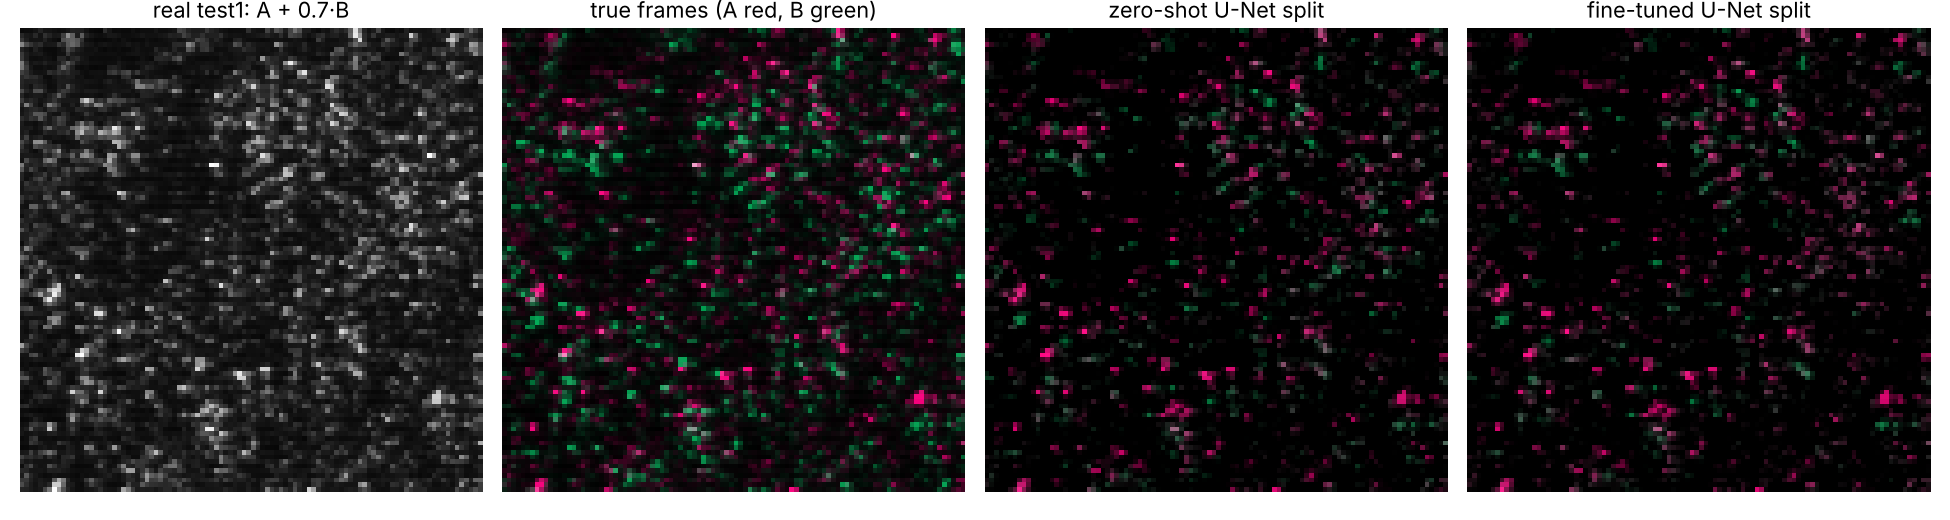 real test1: A + 0.7·B
true frames (A red, B green)
zero-shot U-Net split
fine-tuned U-Net split